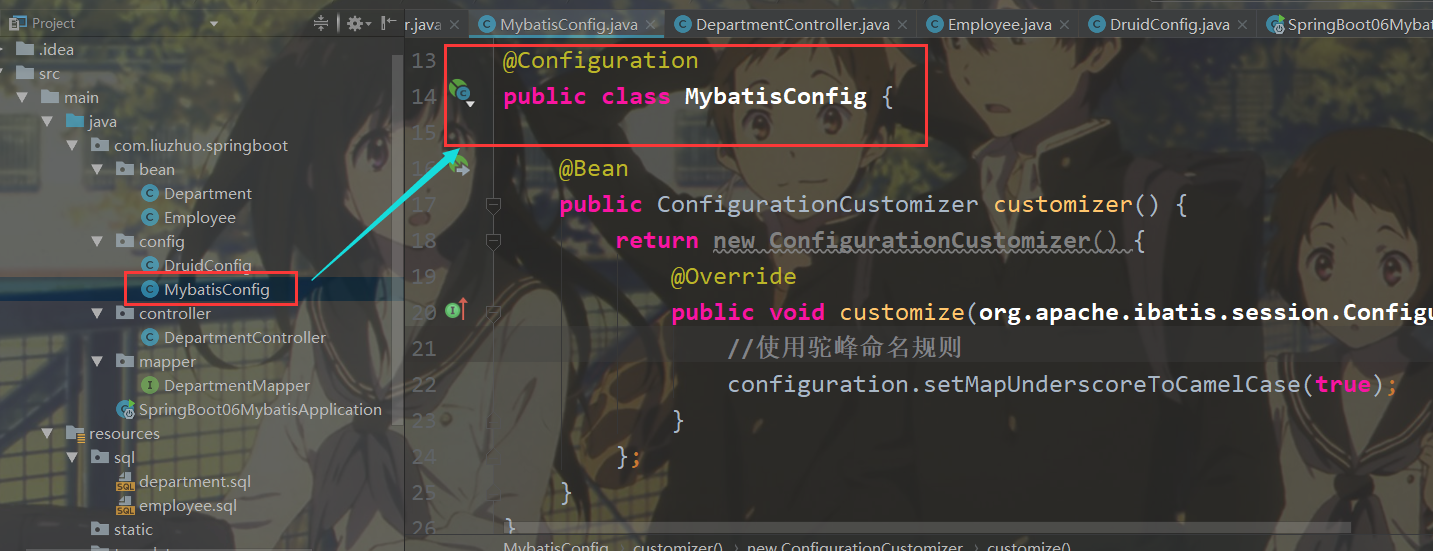 Project
r.java
MybatisConfig.java
DepartmentController.java
Employee.java
DruidConfig.java
SpringBoot06Mybat
.idea
src
main
java
com.liuzhuo.springboot
bean
Department
Employee
config
DruidConfig
MybatisConfig
controller
DepartmentController
mapper
DepartmentMapper
SpringBoot06MybatisApplication
resources
sql
department.sql
employee.sql
static
13 @Configuration
14 public class MybatisConfig {
15
16 @Bean
17 public ConfigurationCustomizer customizer() {
18 return new ConfigurationCustomizer() {
19 @Override
20 public void customize(org.apache.ibatis.session.Configu
21 //使用驼峰命名规则
22 configuration.setMapUnderscoreToCamelCase(true);
23 }
24 };
25 }
26 }
MybatisConfig › customizer() › new ConfigurationCustomizer › customize()